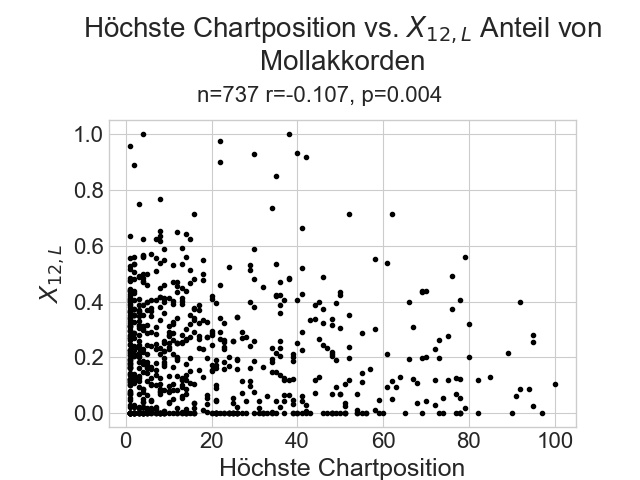 Höchste Chartposition vs. X₁₂,L Anteil von
Mollakkorden
n=737 r=-0.107, p=0.004
1.0
0.8
0.6
0.4
0.2
0.0
X₁₂,L
0 20 40 60 80 100
Höchste Chartposition